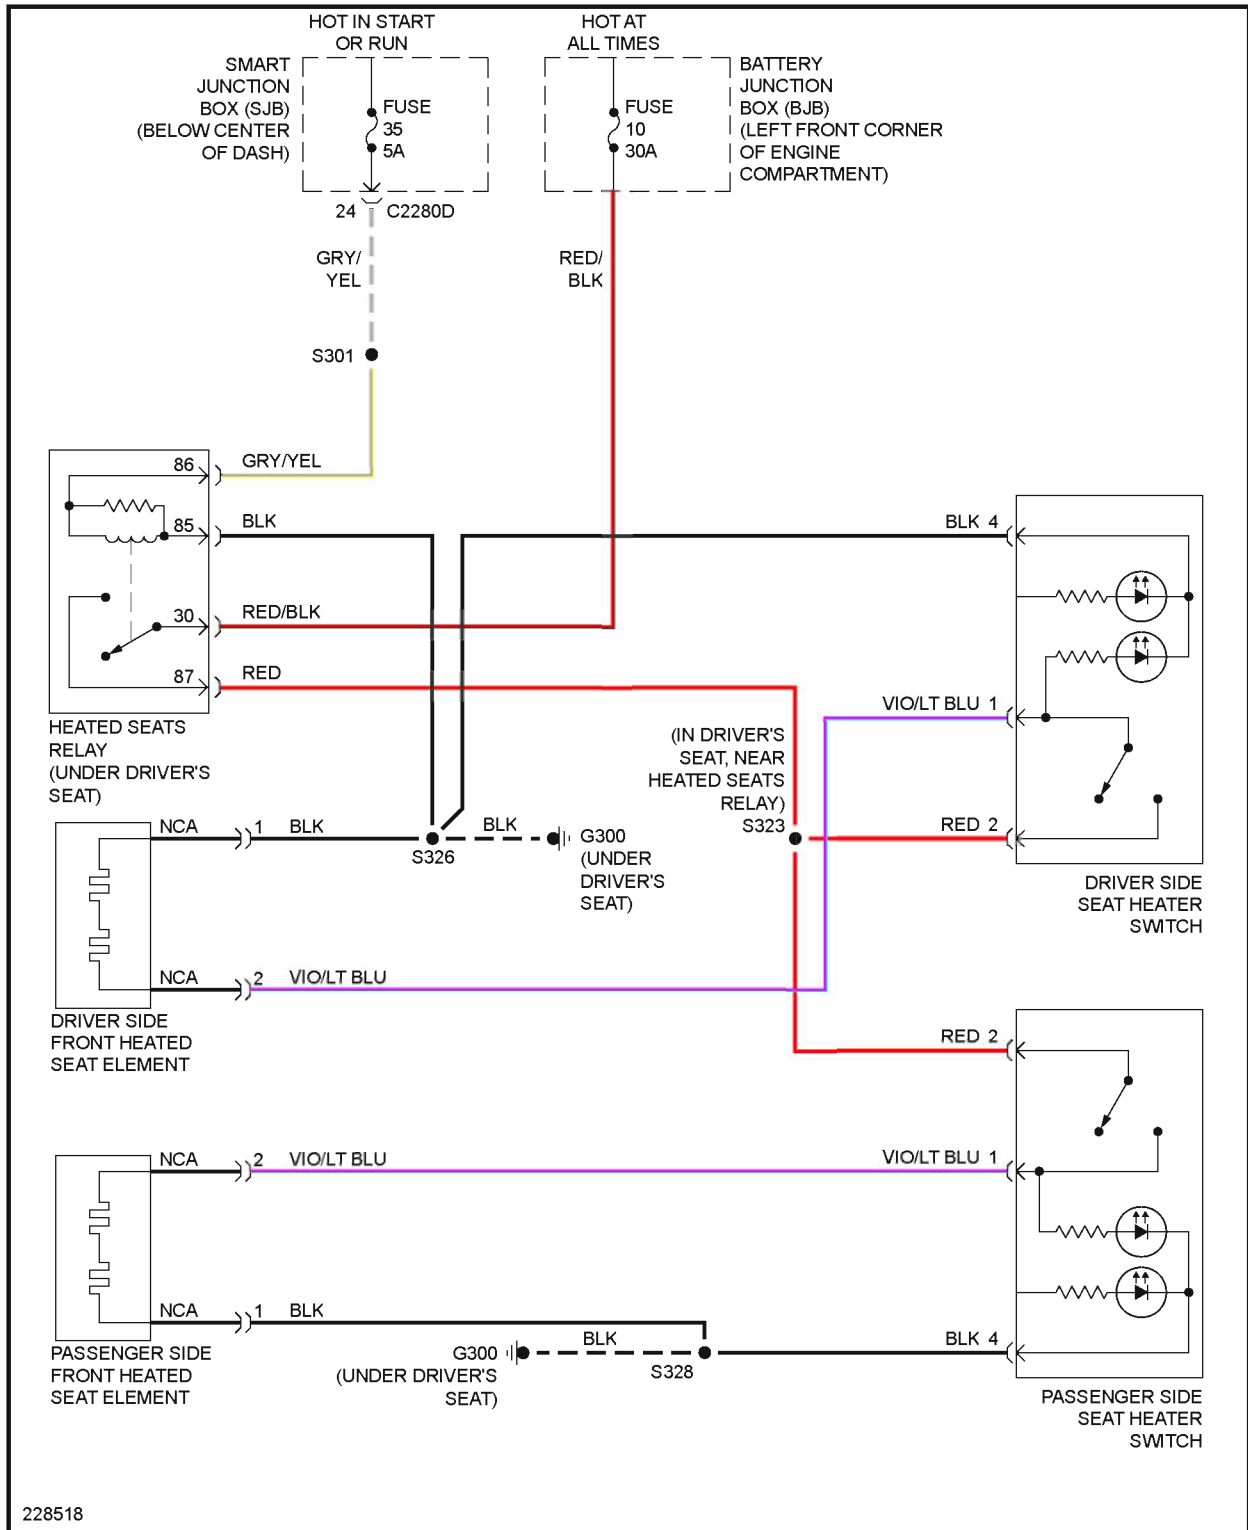 HOT IN START
OR RUN
HOT AT
ALL TIMES
SMART
JUNCTION
BOX (SJB)
(BELOW CENTER
OF DASH)
FUSE
35
5A
FUSE
10
30A
BATTERY
JUNCTION
BOX (BJB)
(LEFT FRONT CORNER
OF ENGINE
COMPARTMENT)
24
C2280D
GRY/
YEL
RED/
BLK
S301
86
GRY/YEL
85
BLK
BLK 4
30
RED/BLK
87
RED
HEATED SEATS
RELAY
(UNDER DRIVER'S
SEAT)
VIO/LT BLU 1
(IN DRIVER'S
SEAT, NEAR
HEATED SEATS
RELAY)
S323
RED 2
NCA
1
BLK
S326
BLK
G300
(UNDER
DRIVER'S
SEAT)
DRIVER SIDE
SEAT HEATER
SWITCH
NCA
2
VIO/LT BLU
DRIVER SIDE
FRONT HEATED
SEAT ELEMENT
RED 2
NCA
2
VIO/LT BLU
VIO/LT BLU 1
NCA
1
BLK
PASSENGER SIDE
FRONT HEATED
SEAT ELEMENT
G300
(UNDER DRIVER'S
SEAT)
BLK
S328
BLK 4
PASSENGER SIDE
SEAT HEATER
SWITCH
228518